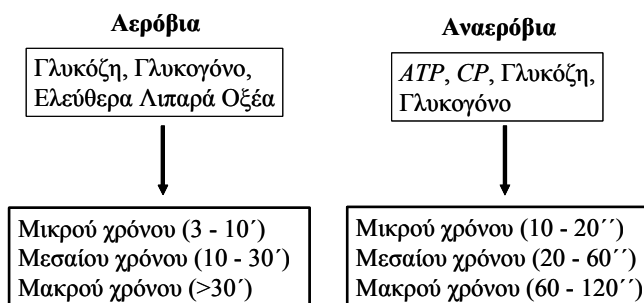 Αερόβια
Γλυκόζη, Γλυκογόνο,
Ελεύθερα Λιπαρά Οξέα
Μικρού χρόνου (3 - 10΄)
Μεσαίου χρόνου (10 - 30΄)
Μακρού χρόνου (>30΄)
Αναερόβια
ATP, CP, Γλυκόζη,
Γλυκογόνο
Μικρού χρόνου (10 - 20΄΄)
Μεσαίου χρόνου (20 - 60΄΄)
Μακρού χρόνου (60 - 120΄΄)